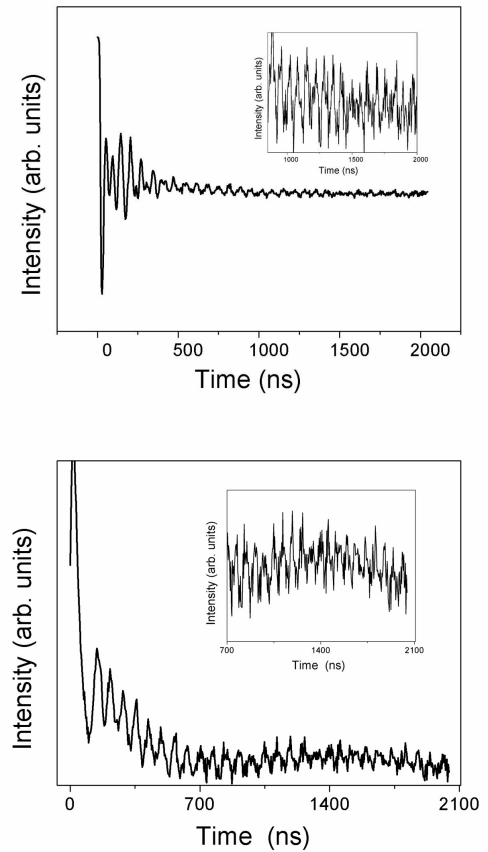 Intensity (arb. units)
Intensity (arb. units)
1000 1500 2000
Time (ns)
0 500 1000 1500 2000
Time (ns)
Intensity (arb. units)
Intensity (arb. units)
700 1400 2100
Time (ns)
0 700 1400 2100
Time (ns)